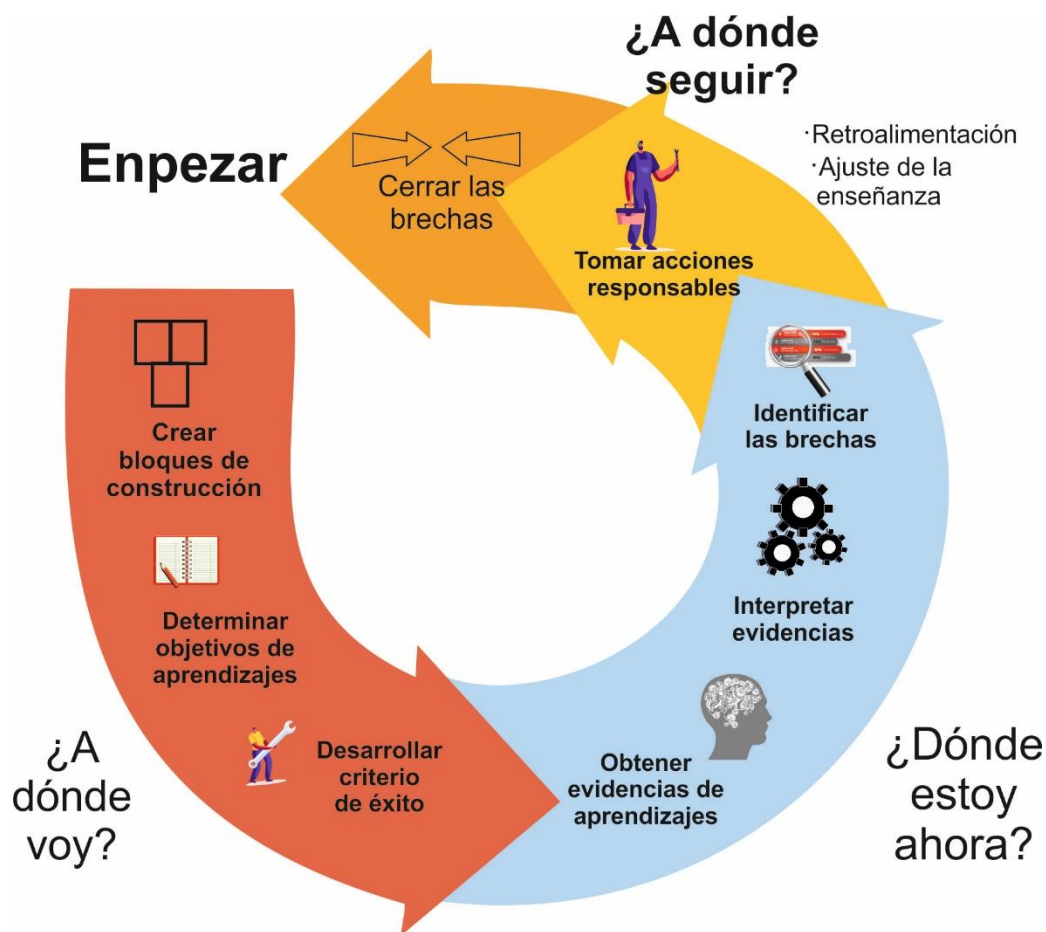 ¿A dónde
seguir?
·Retroalimentación
·Ajuste de la
enseñanza
Enpezar
Cerrar las
brechas
Tomar acciones
responsables
Crear
bloques de
construcción
Identificar
las brechas
Determinar
objetivos de
aprendizajes
Interpretar
evidencias
Desarrollar
criterio
de éxito
Obtener
evidencias de
aprendizajes
¿A
dónde
voy?
¿Dónde
estoy
ahora?